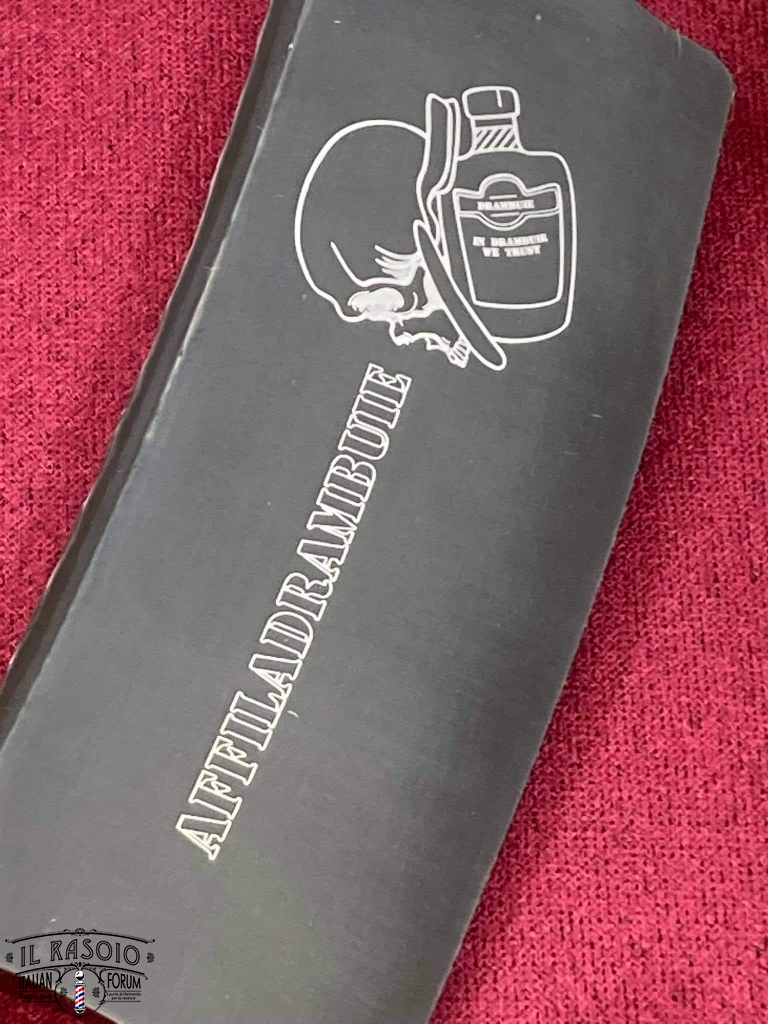 DRAMBUIE
IN DRAMBUIE
WE TRUST
AFFILADRAMBUIE
IL RASOIO
ITALIAN FORUM